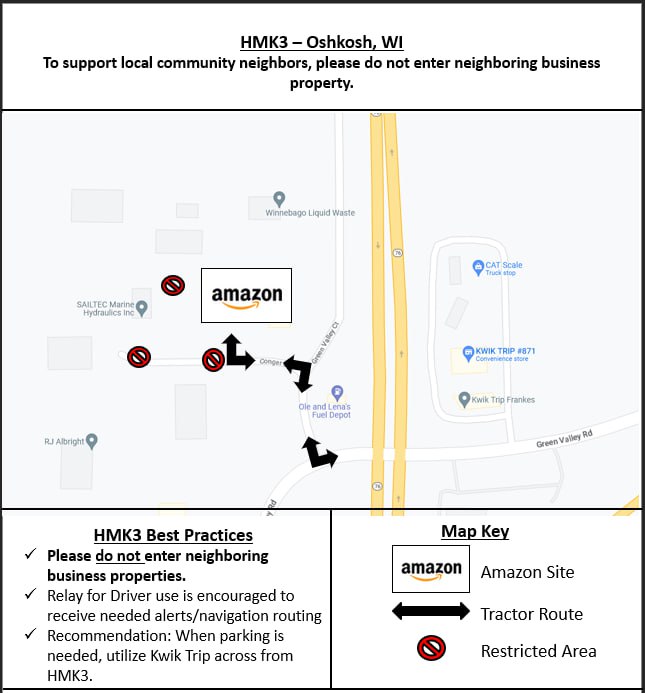 HMK3 – Oshkosh, WI
To support local community neighbors, please do not enter neighboring business
property.
76
Winnebago Liquid Waste
76
CAT Scale
Truck stop
amazon
SAILTEC Marine
Hydraulics Inc
Green Valley Ct
KWIK TRIP #871
Convenience store
Conger
Ole and Lena's
Fuel Depot
Kwik Trip Frankes
RJ Albright
Green Valley Rd
76
y Rd
HMK3 Best Practices
✓ Please do not enter neighboring
business properties.
✓ Relay for Driver use is encouraged to
receive needed alerts/navigation routing
✓ Recommendation: When parking is
needed, utilize Kwik Trip across from
HMK3.
Map Key
amazon Amazon Site
Tractor Route
Restricted Area